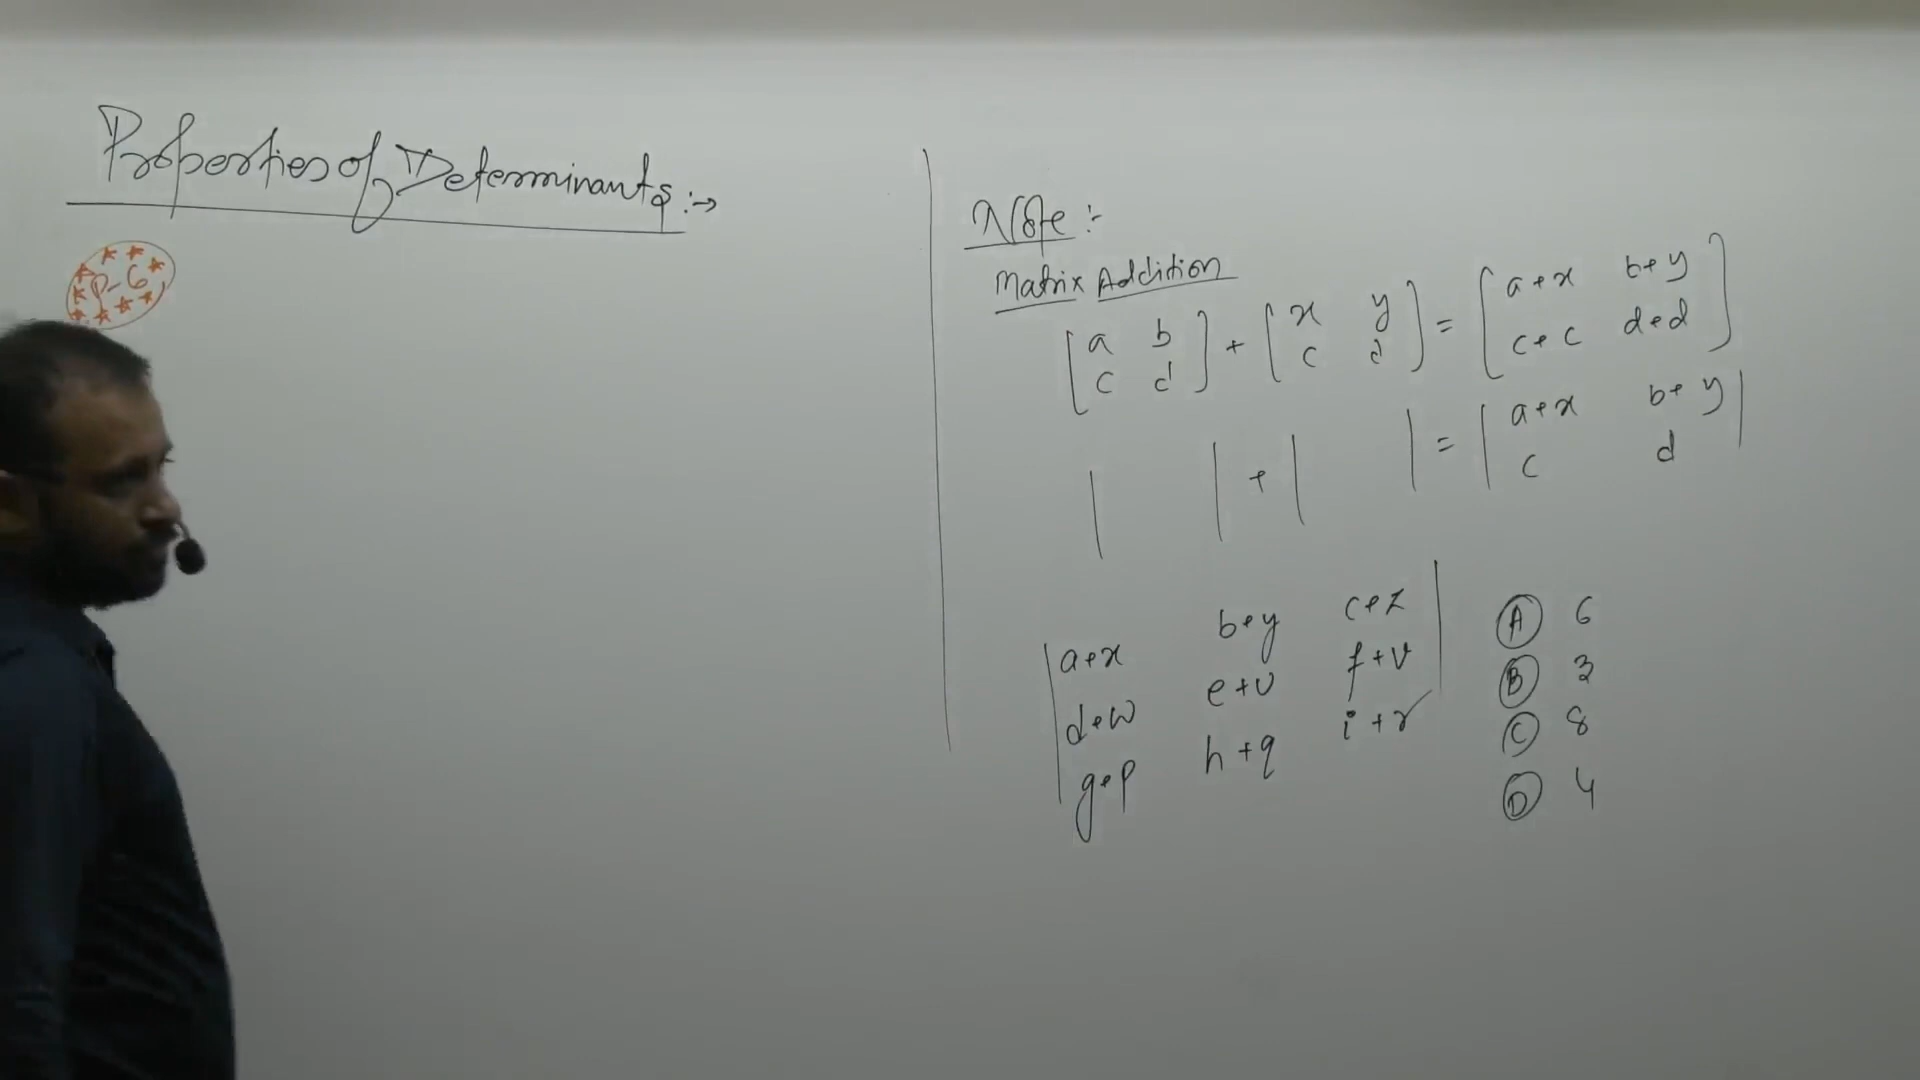 Properties of Determinants :→
P-6
Note :-
Matrix Addition
[a b c d] + [x y c d] = [a+x b+y c+c d+d]
| | + | | = |a+x b+y c d|
|a+x b+y c+z|
d+w e+u f+v
g+p h+q i+r
(A) 6
(B) 3
(C) 8
(D) 4